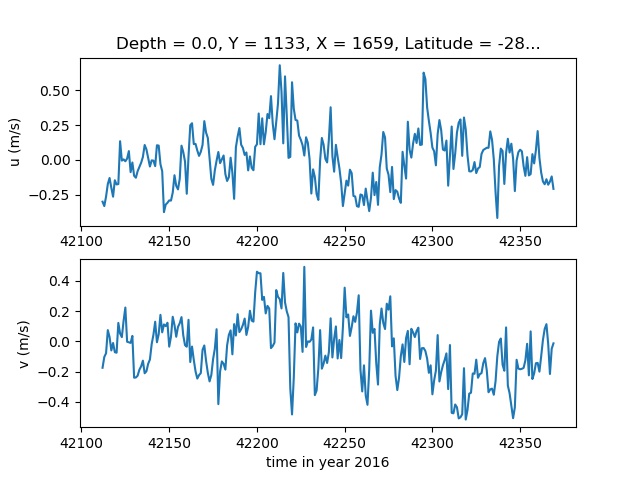 Depth = 0.0, Y = 1133, X = 1659, Latitude = -28...
u (m/s)
0.50
0.25
0.00
−0.25
42100 42150 42200 42250 42300 42350
v (m/s)
0.4
0.2
0.0
−0.2
−0.4
42100 42150 42200 42250 42300 42350
time in year 2016